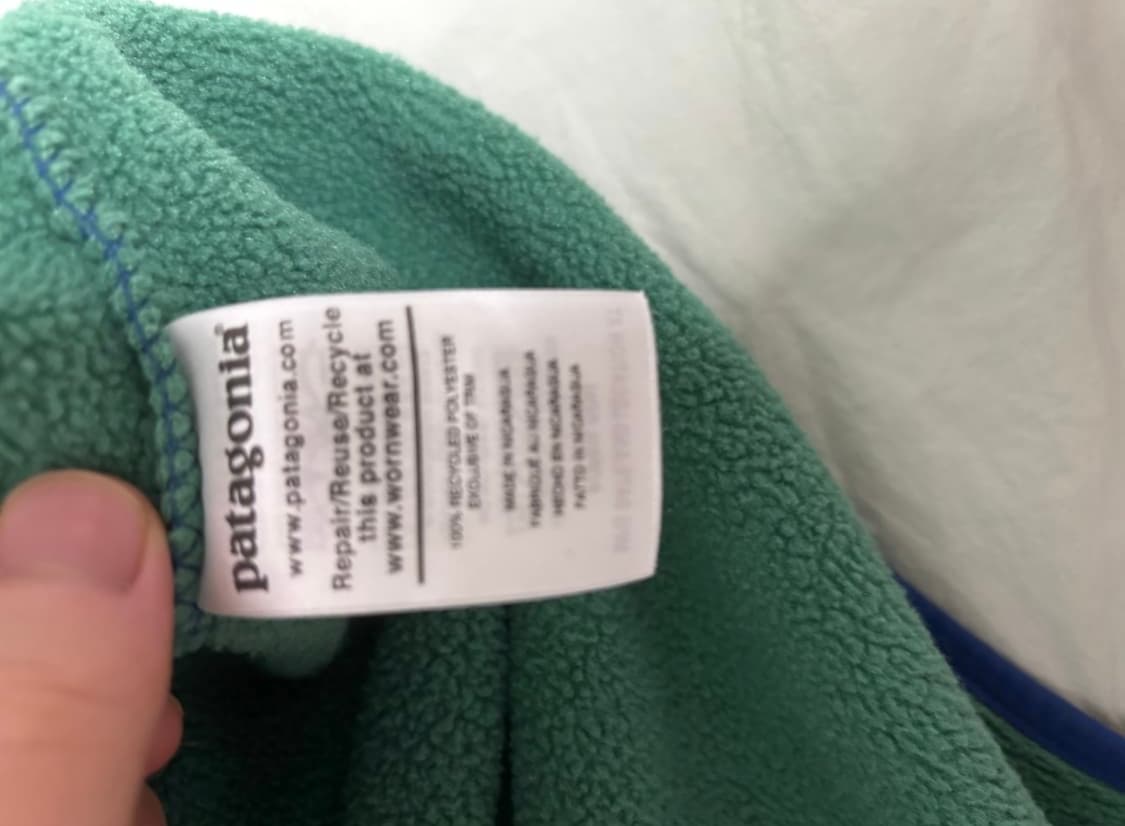 patagonia®
www.patagonia.com
Repair/Reuse/Recycle
this product at
www.wornwear.com
100% RECYCLED POLYESTER
EXCLUSIVE OF TRIM
MADE IN NICARAGUA
FABRIQUÉ AU NICARAGUA
HECHO EN NICARAGUA
FATTO IN NICARAGUA